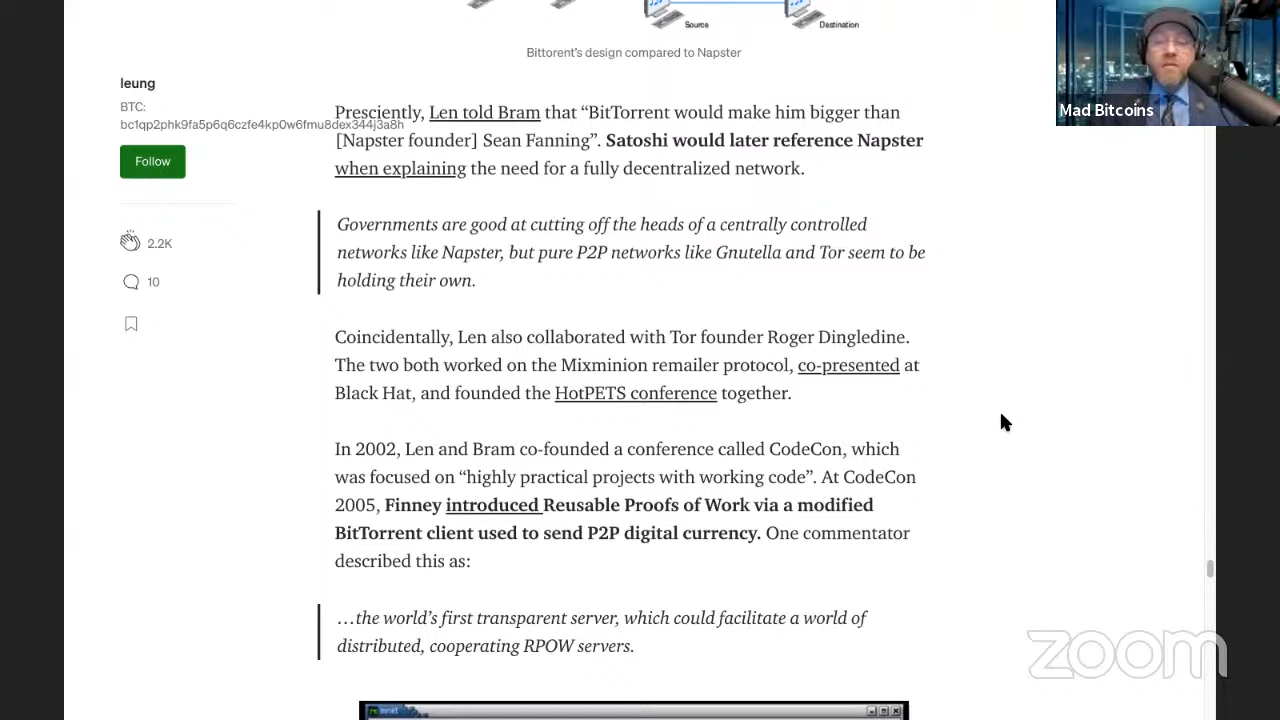 Source
Destination
Bittorent's design compared to Napster
leung
BTC:
bc1qp2phk9fa5p6q6czfe4kp0w6fmu8dex344j3a8h
Follow
2.2K
10
Presciently, Len told Bram that “BitTorrent would make him bigger than
[Napster founder] Sean Fanning”. Satoshi would later reference Napster
when explaining the need for a fully decentralized network.
Governments are good at cutting off the heads of a centrally controlled
networks like Napster, but pure P2P networks like Gnutella and Tor seem to be
holding their own.
Coincidentally, Len also collaborated with Tor founder Roger Dingledine.
The two both worked on the Mixminion remailer protocol, co-presented at
Black Hat, and founded the HotPETS conference together.
In 2002, Len and Bram co-founded a conference called CodeCon, which
was focused on “highly practical projects with working code”. At CodeCon
2005, Finney introduced Reusable Proofs of Work via a modified
BitTorrent client used to send P2P digital currency. One commentator
described this as:
…the world’s first transparent server, which could facilitate a world of
distributed, cooperating RPOW servers.
mnet
Mad Bitcoins
zoom